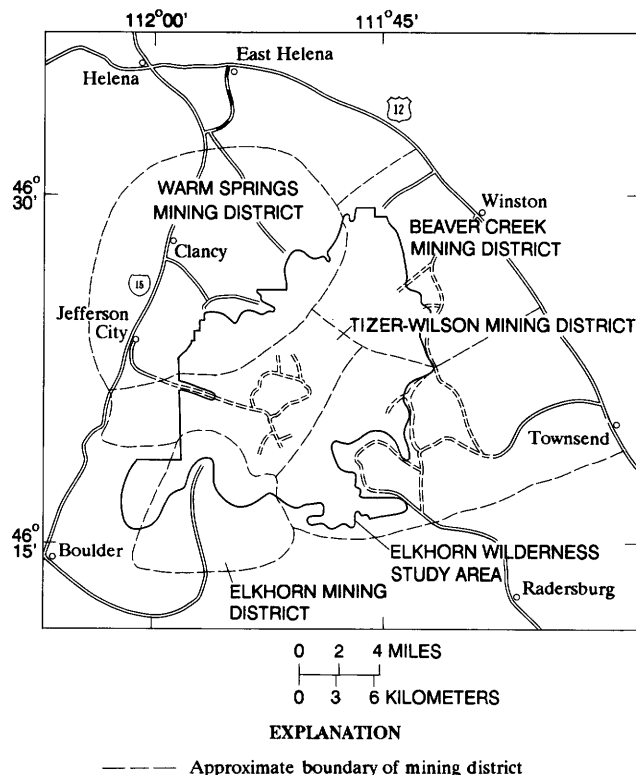 112° 00'
111° 45'
East Helena
Helena
12
46°
30'
WARM SPRINGS
MINING DISTRICT
Winston
BEAVER CREEK
MINING DISTRICT
Clancy
15
Jefferson
City
TIZER-WILSON MINING DISTRICT
Townsend
46°
15'
Boulder
ELKHORN WILDERNESS
STUDY AREA
ELKHORN MINING
DISTRICT
Radersburg
0 2 4 MILES
0 3 6 KILOMETERS
EXPLANATION
Approximate boundary of mining district